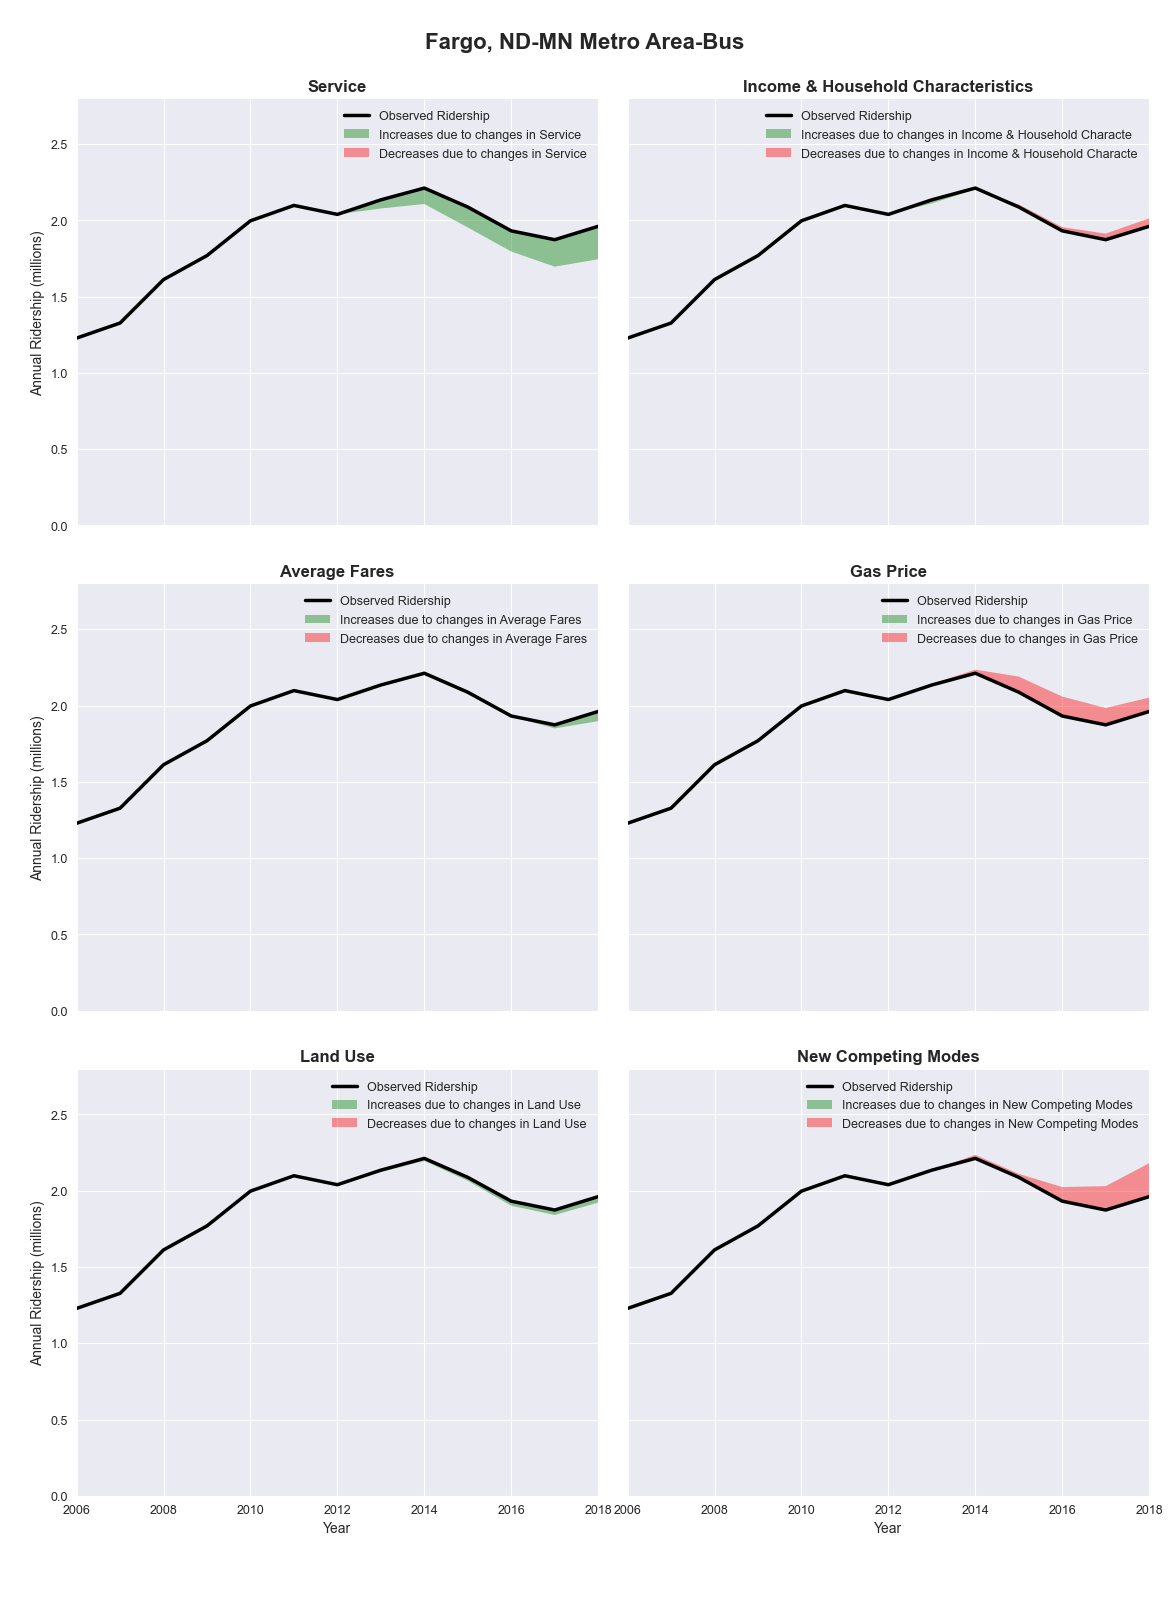 Fargo, ND-MN Metro Area-Bus
Service
Observed Ridership
Increases due to changes in Service
Decreases due to changes in Service
2.5
2.0
1.5
1.0
0.5
0.0
Annual Ridership (millions)
Income & Household Characteristics
Observed Ridership
Increases due to changes in Income & Household Characte
Decreases due to changes in Income & Household Characte
Average Fares
Observed Ridership
Increases due to changes in Average Fares
Decreases due to changes in Average Fares
2.5
2.0
1.5
1.0
0.5
0.0
Annual Ridership (millions)
Gas Price
Observed Ridership
Increases due to changes in Gas Price
Decreases due to changes in Gas Price
Land Use
Observed Ridership
Increases due to changes in Land Use
Decreases due to changes in Land Use
2.5
2.0
1.5
1.0
0.5
0.0
Annual Ridership (millions)
2006 2008 2010 2012 2014 2016 2018
Year
New Competing Modes
Observed Ridership
Increases due to changes in New Competing Modes
Decreases due to changes in New Competing Modes
2006 2008 2010 2012 2014 2016 2018
Year